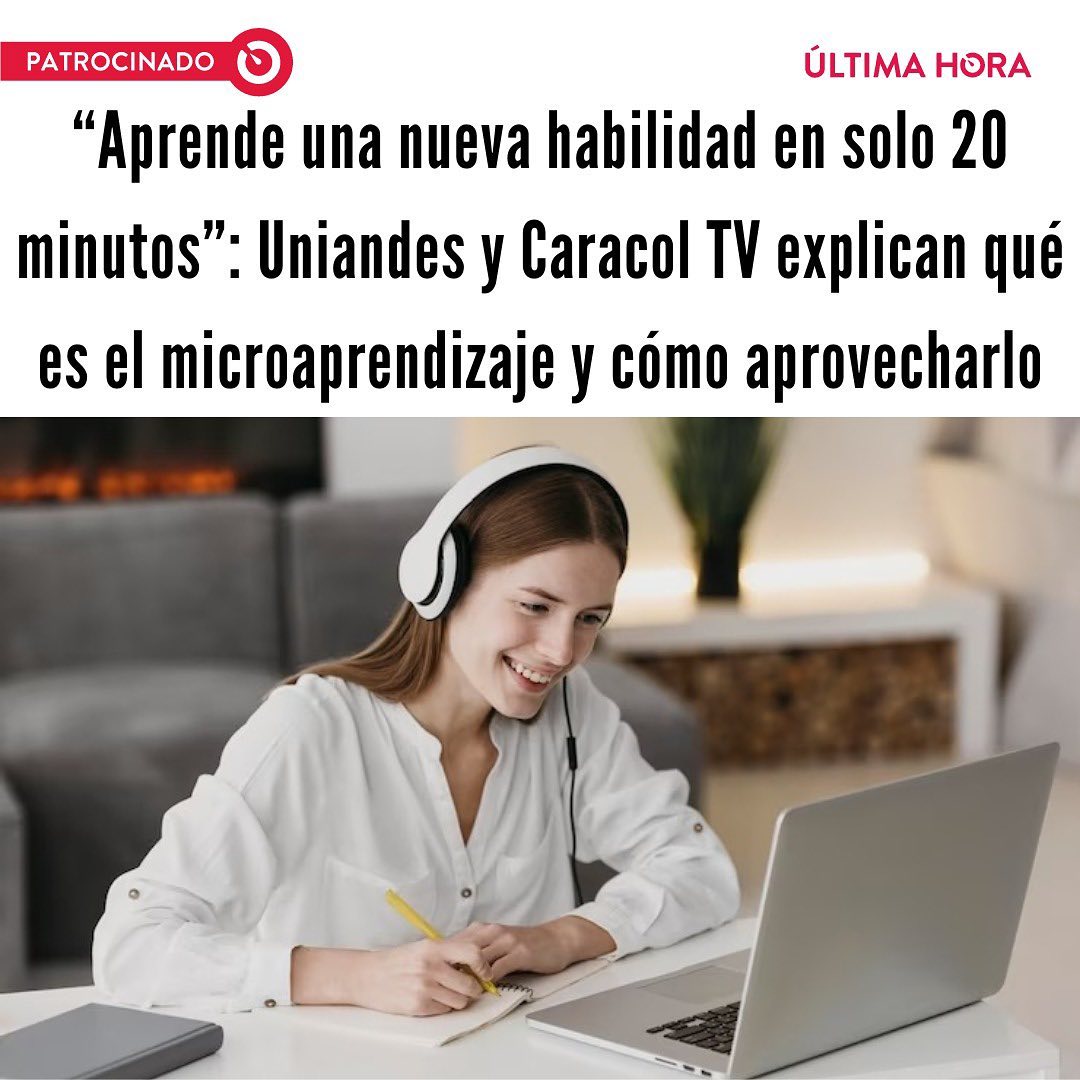 PATROCINADO
ÚLTIMA HORA
“Aprende una nueva habilidad en solo 20
minutos”: Uniandes y Caracol TV explican qué
es el microaprendizaje y cómo aprovecharlo